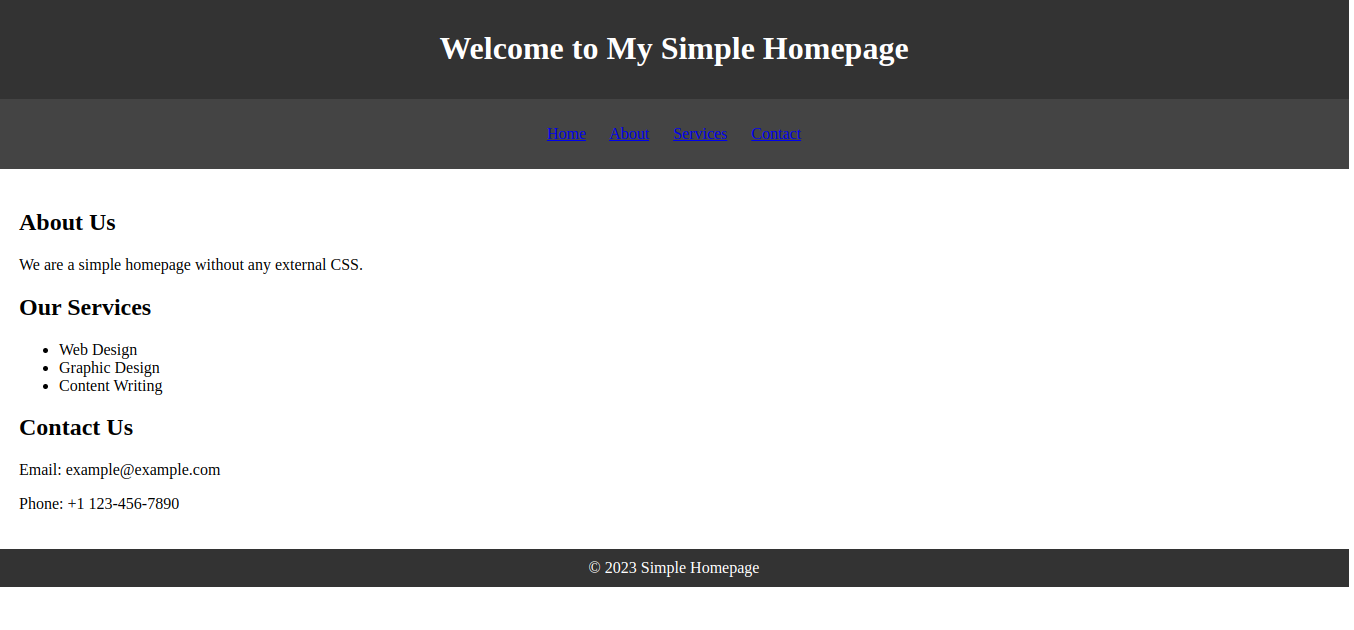 Welcome to My Simple Homepage
Home About Services Contact
About Us
We are a simple homepage without any external CSS.
Our Services
Web Design
Graphic Design
Content Writing
Contact Us
Email: example@example.com
Phone: +1 123-456-7890
© 2023 Simple Homepage